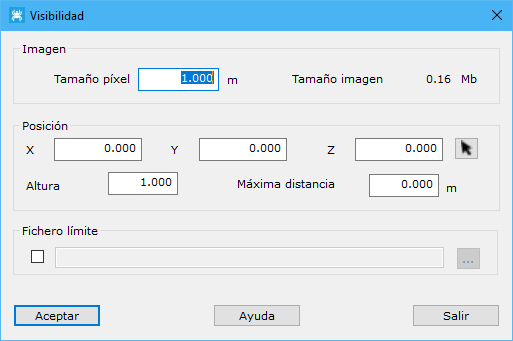 Visibilidad
Imagen
Tamaño píxel 1.000 m Tamaño imagen 0.16 Mb
Posición
X 0.000 Y 0.000 Z 0.000
Altura 1.000 Máxima distancia 0.000 m
Fichero límite
...
Aceptar Ayuda Salir